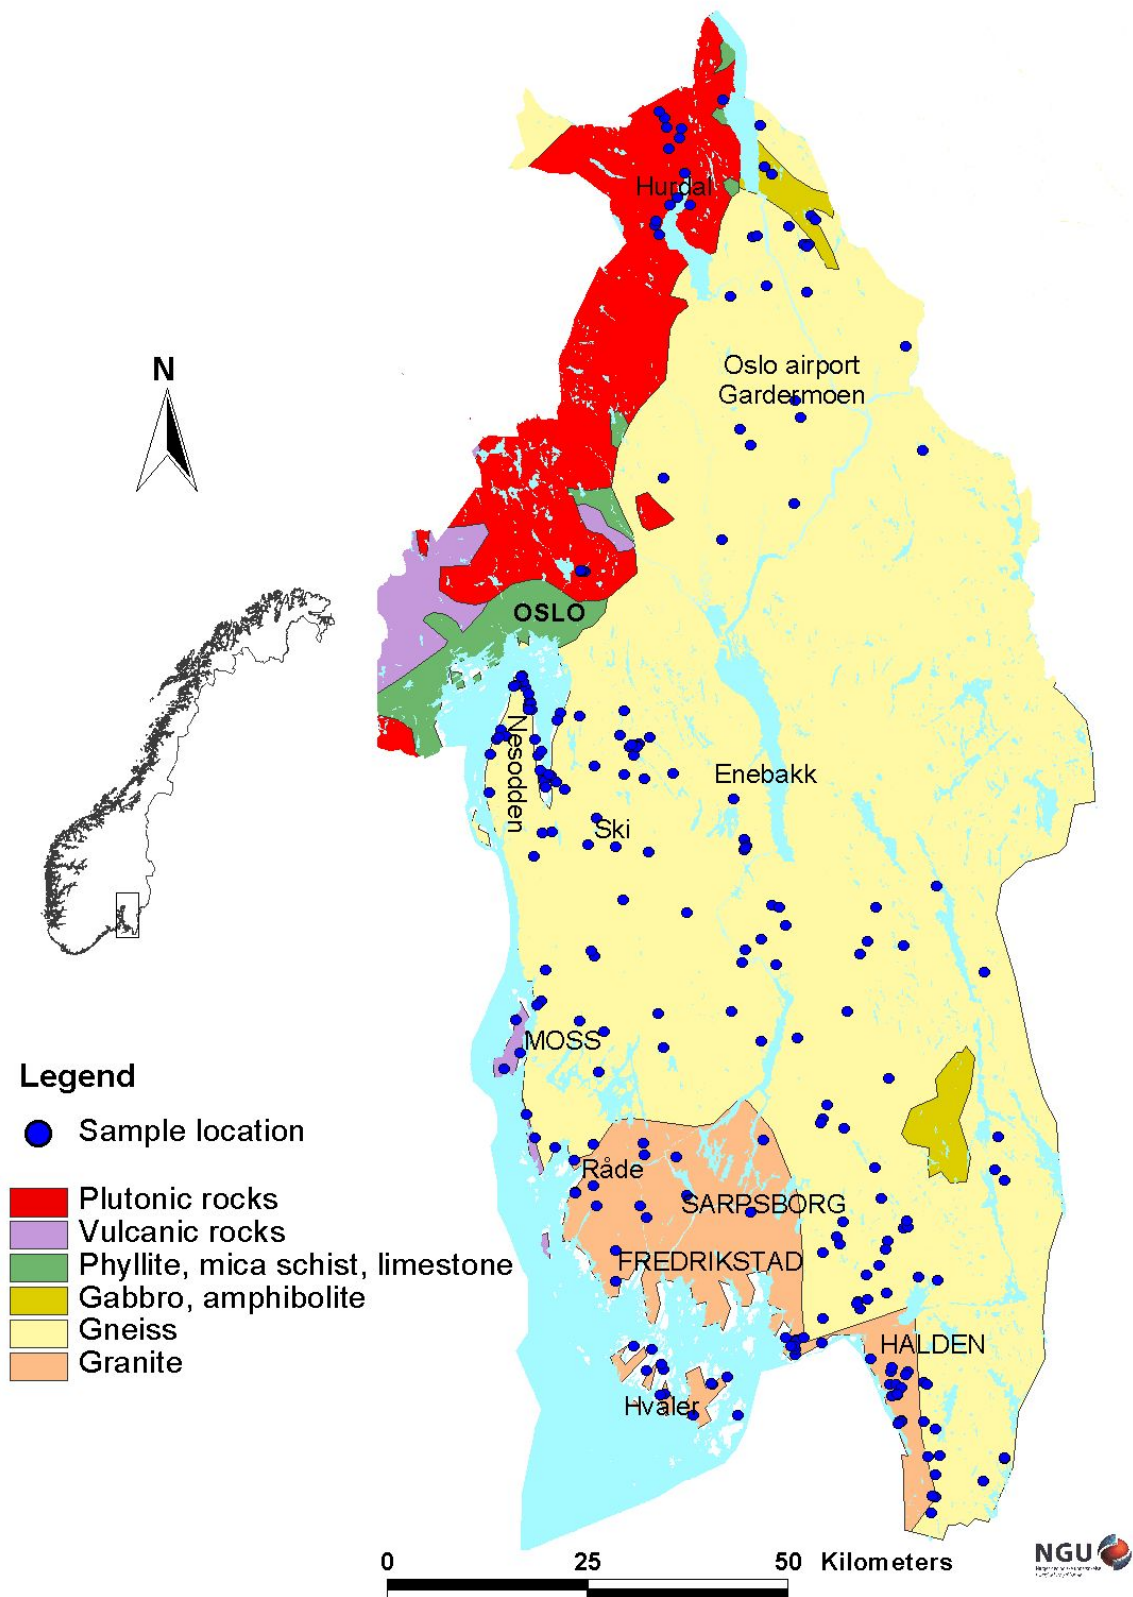 Hurdal
Oslo airport
Gardermoen
N
OSLO
Nesodden
Enebakk
Ski
MOSS
Legend
Sample location
Råde
Plutonic rocks
SARPSBORG
Vulcanic rocks
FREDRIKSTAD
Phyllite, mica schist, limestone
Gabbro, amphibolite
Gneiss
HALDEN
Granite
Hvaler
0 25 50 Kilometers
NGU